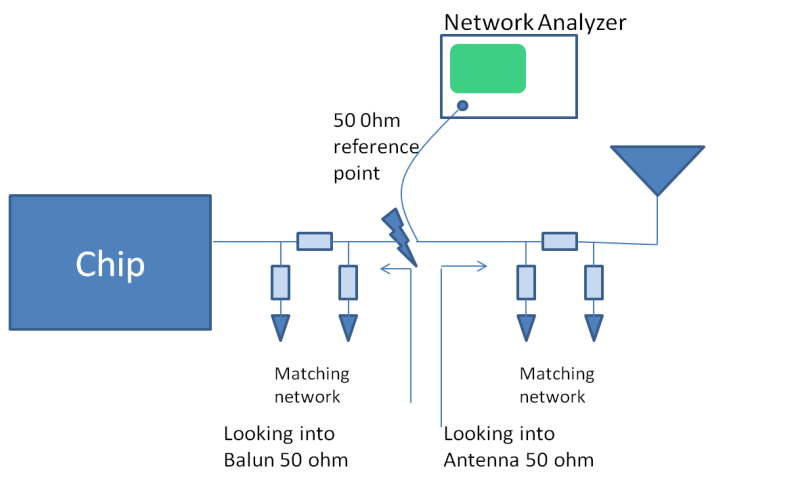 Network Analyzer
50 0hm
reference
point
Chip
Matching
network
Matching
network
Looking into
Balun 50 ohm
Looking into
Antenna 50 ohm